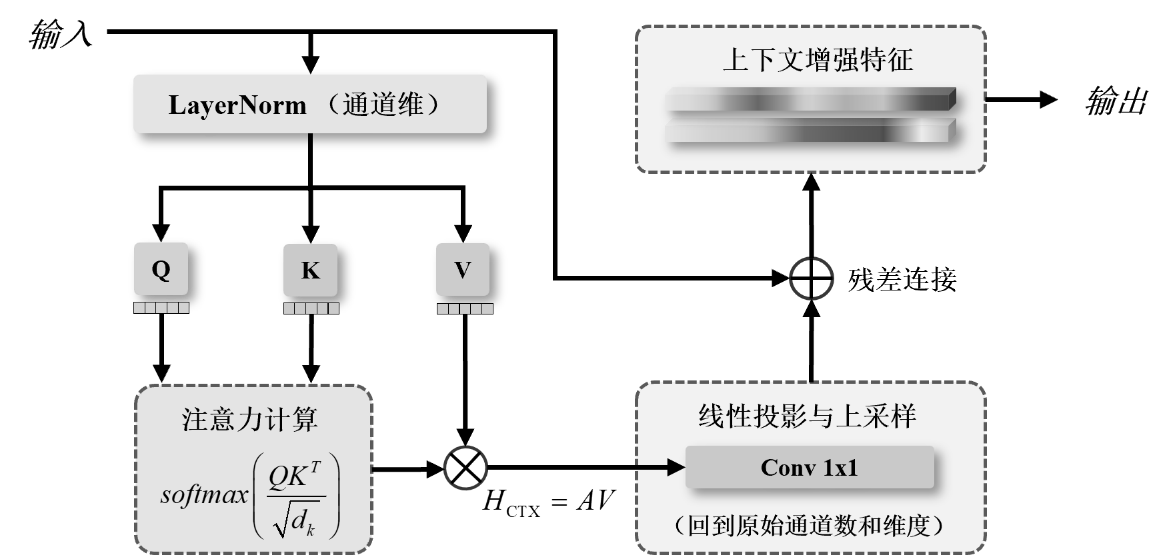 输入
LayerNorm （通道维）
Q
K
V
注意力计算
softmax(QK^T/√d_k)
H_CTX = AV
上下文增强特征
输出
残差连接
线性投影与上采样
Conv 1x1
（回到原始通道数和维度）